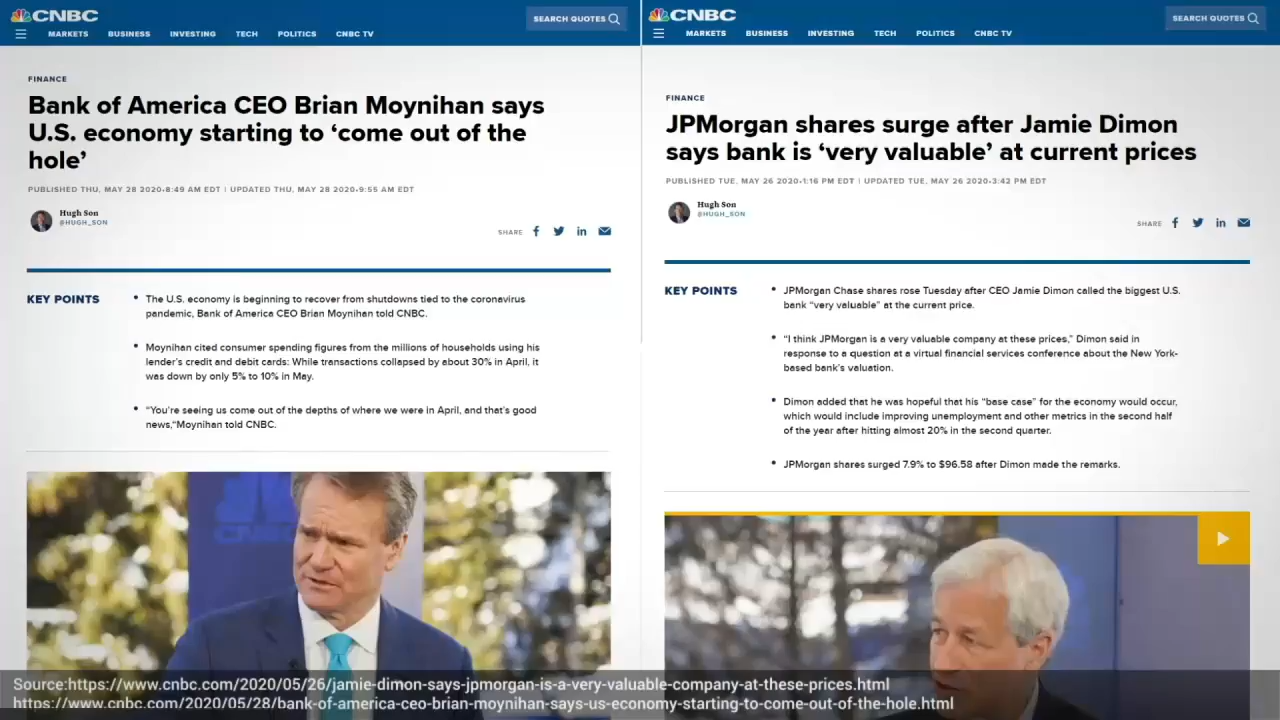 CNBC
SEARCH QUOTES
MARKETS BUSINESS INVESTING TECH POLITICS CNBC TV
FINANCE
Bank of America CEO Brian Moynihan says
U.S. economy starting to ‘come out of the
hole’
PUBLISHED THU, MAY 28 2020•8:49 AM EDT | UPDATED THU, MAY 28 2020•9:55 AM EDT
Hugh Son
@HUGH_SON
SHARE
KEY POINTS
• The U.S. economy is beginning to recover from shutdowns tied to the coronavirus
pandemic, Bank of America CEO Brian Moynihan told CNBC.
• Moynihan cited consumer spending figures from the millions of households using his
lender’s credit and debit cards: While transactions collapsed by about 30% in April, it
was down by only 5% to 10% in May.
• “You’re seeing us come out of the depths of where we were in April, and that’s good
news,“Moynihan told CNBC.
CNBC
CNBC
SEARCH QUOTES
MARKETS BUSINESS INVESTING TECH POLITICS CNBC TV
FINANCE
JPMorgan shares surge after Jamie Dimon
says bank is ‘very valuable’ at current prices
PUBLISHED TUE, MAY 26 2020•1:16 PM EDT | UPDATED TUE, MAY 26 2020•3:42 PM EDT
Hugh Son
@HUGH_SON
SHARE
KEY POINTS
• JPMorgan Chase shares rose Tuesday after CEO Jamie Dimon called the biggest U.S.
bank “very valuable” at the current price.
• “I think JPMorgan is a very valuable company at these prices,” Dimon said in
response to a question at a virtual financial services conference about the New York-
based bank’s valuation.
• Dimon added that he was hopeful that his “base case” for the economy would occur,
which would include improving unemployment and other metrics in the second half
of the year after hitting almost 20% in the second quarter.
• JPMorgan shares surged 7.9% to $96.58 after Dimon made the remarks.
Source:https://www.cnbc.com/2020/05/26/jamie-dimon-says-jpmorgan-is-a-very-valuable-company-at-these-prices.html
https://www.cnbc.com/2020/05/28/bank-of-america-ceo-brian-moynihan-says-us-economy-starting-to-come-out-of-the-hole.html